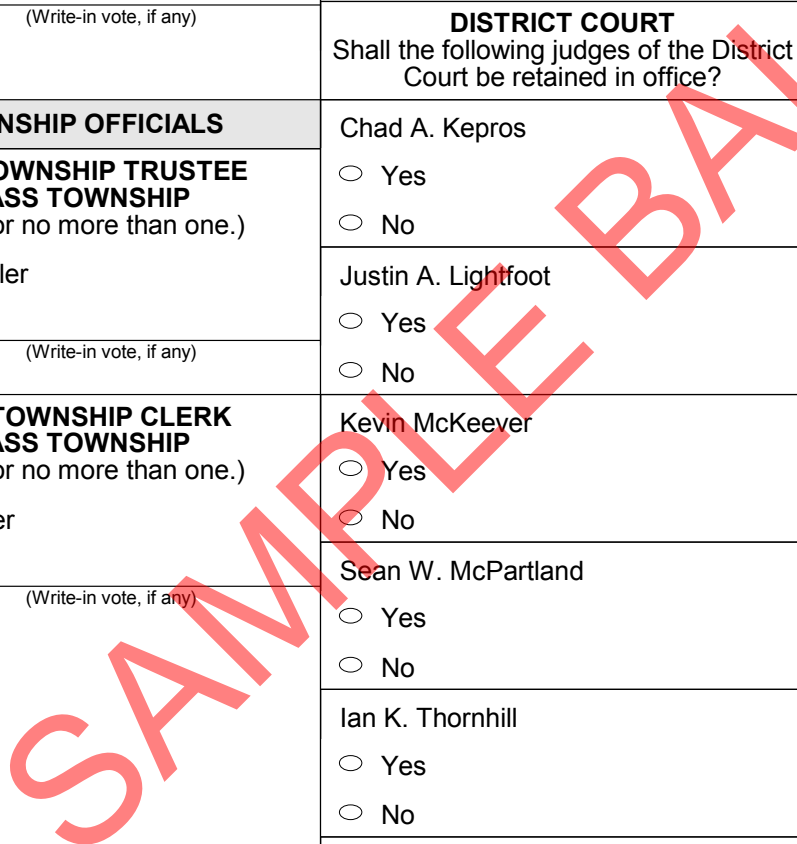 (Write-in vote, if any)
NSHIP OFFICIALS
OWNSHIP TRUSTEE
ASS TOWNSHIP
or no more than one.)
ler
(Write-in vote, if any)
TOWNSHIP CLERK
ASS TOWNSHIP
or no more than one.)
er
(Write-in vote, if any)
DISTRICT COURT
Shall the following judges of the District
Court be retained in office?
Chad A. Kepros
Yes
No
Justin A. Lightfoot
Yes
No
Kevin McKeever
Yes
No
Sean W. McPartland
Yes
No
Ian K. Thornhill
Yes
No
SAMPLE BAL